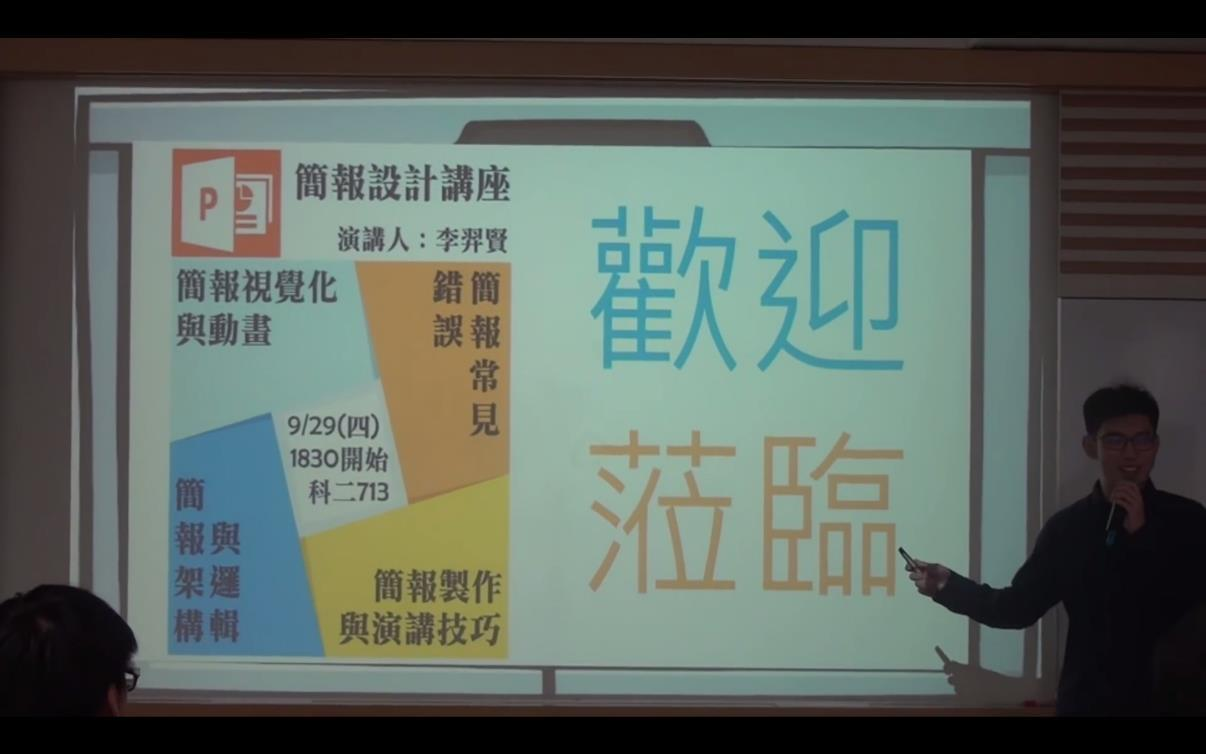 P
簡報設計講座
演講人：李羿賢
簡報視覺化
與動畫
簡報常見
錯誤
9/29(四)
1830開始
科二713
簡報架構
與邏輯
簡報製作
與演講技巧
歡迎
蒞臨